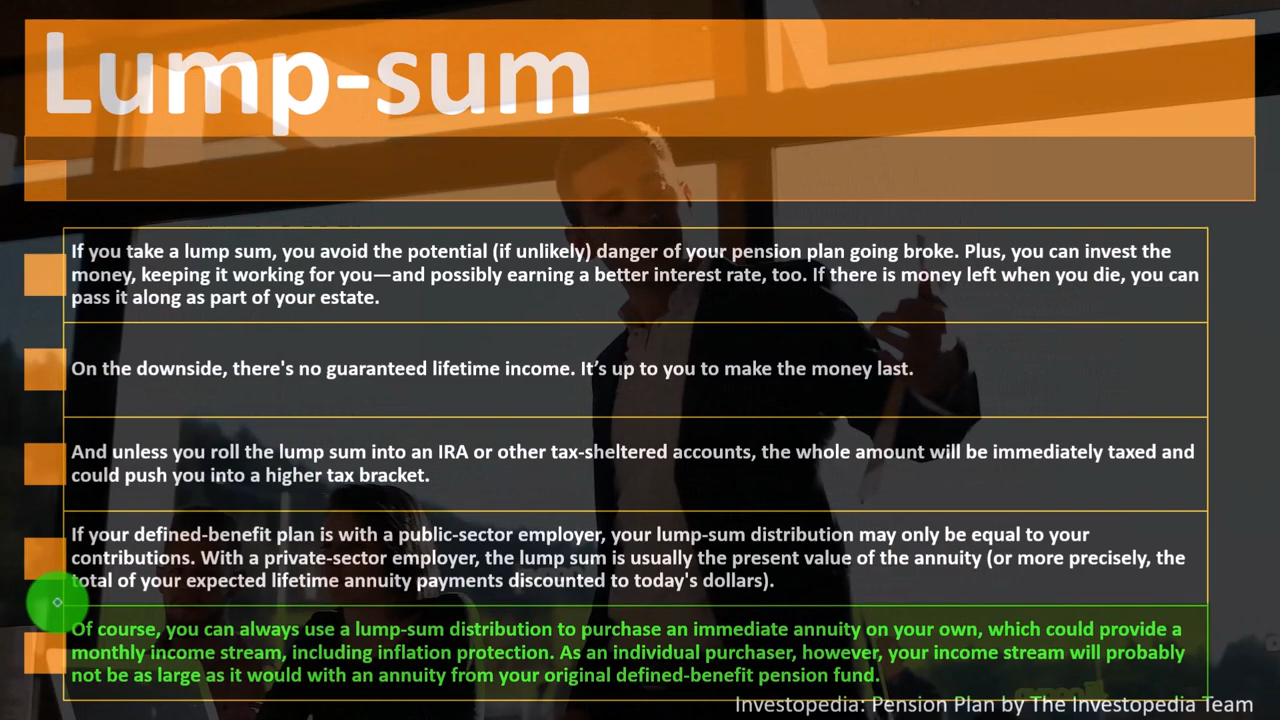 Lump-sum
If you take a lump sum, you avoid the potential (if unlikely) danger of your pension plan going broke. Plus, you can invest the
money, keeping it working for you—and possibly earning a better interest rate, too. If there is money left when you die, you can
pass it along as part of your estate.
On the downside, there's no guaranteed lifetime income. It’s up to you to make the money last.
And unless you roll the lump sum into an IRA or other tax-sheltered accounts, the whole amount will be immediately taxed and
could push you into a higher tax bracket.
If your defined-benefit plan is with a public-sector employer, your lump-sum distribution may only be equal to your
contributions. With a private-sector employer, the lump sum is usually the present value of the annuity (or more precisely, the
total of your expected lifetime annuity payments discounted to today's dollars).
Of course, you can always use a lump-sum distribution to purchase an immediate annuity on your own, which could provide a
monthly income stream, including inflation protection. As an individual purchaser, however, your income stream will probably
not be as large as it would with an annuity from your original defined-benefit pension fund.
Investopedia: Pension Plan by The Investopedia Team